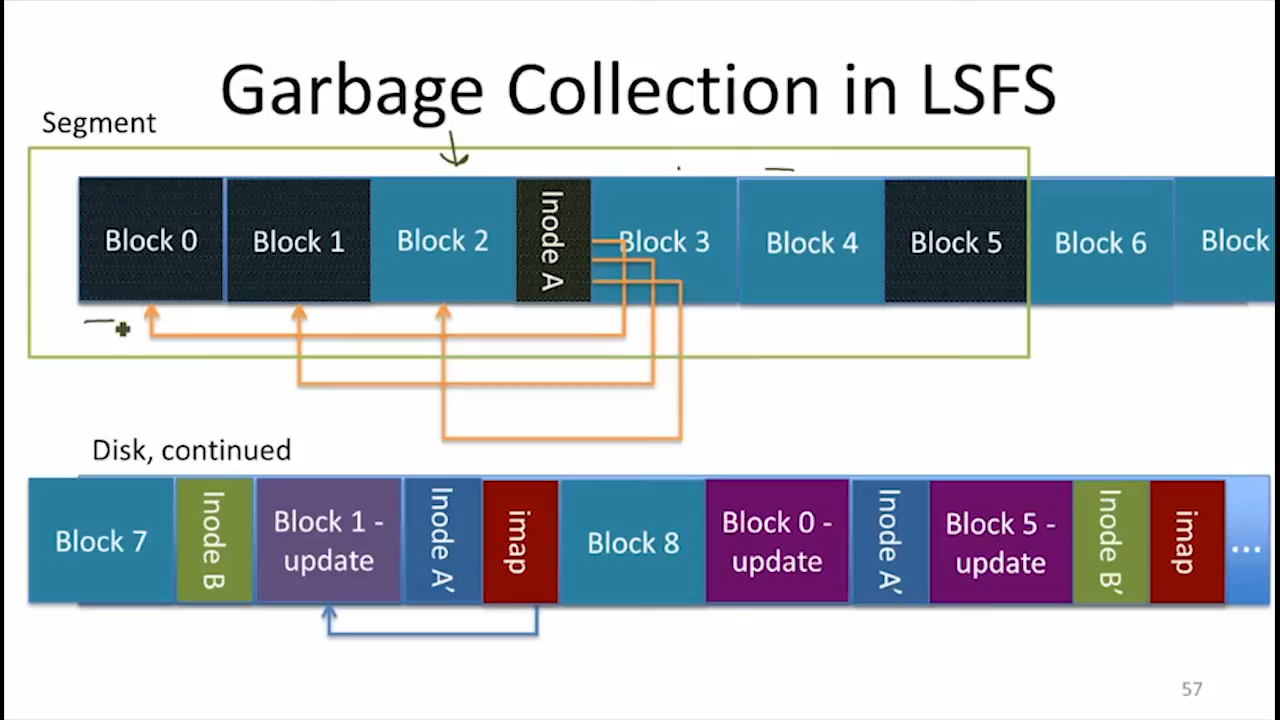 Garbage Collection in LSFS
Segment
Block 0
Block 1
Block 2
Inode A
Block 3
Block 4
Block 5
Block 6
Block
Disk, continued
Block 7
Inode B
Block 1 -
update
Inode A’
imap
Block 8
Block 0 -
update
Inode A’
Block 5 -
update
Inode B’
imap
...
57